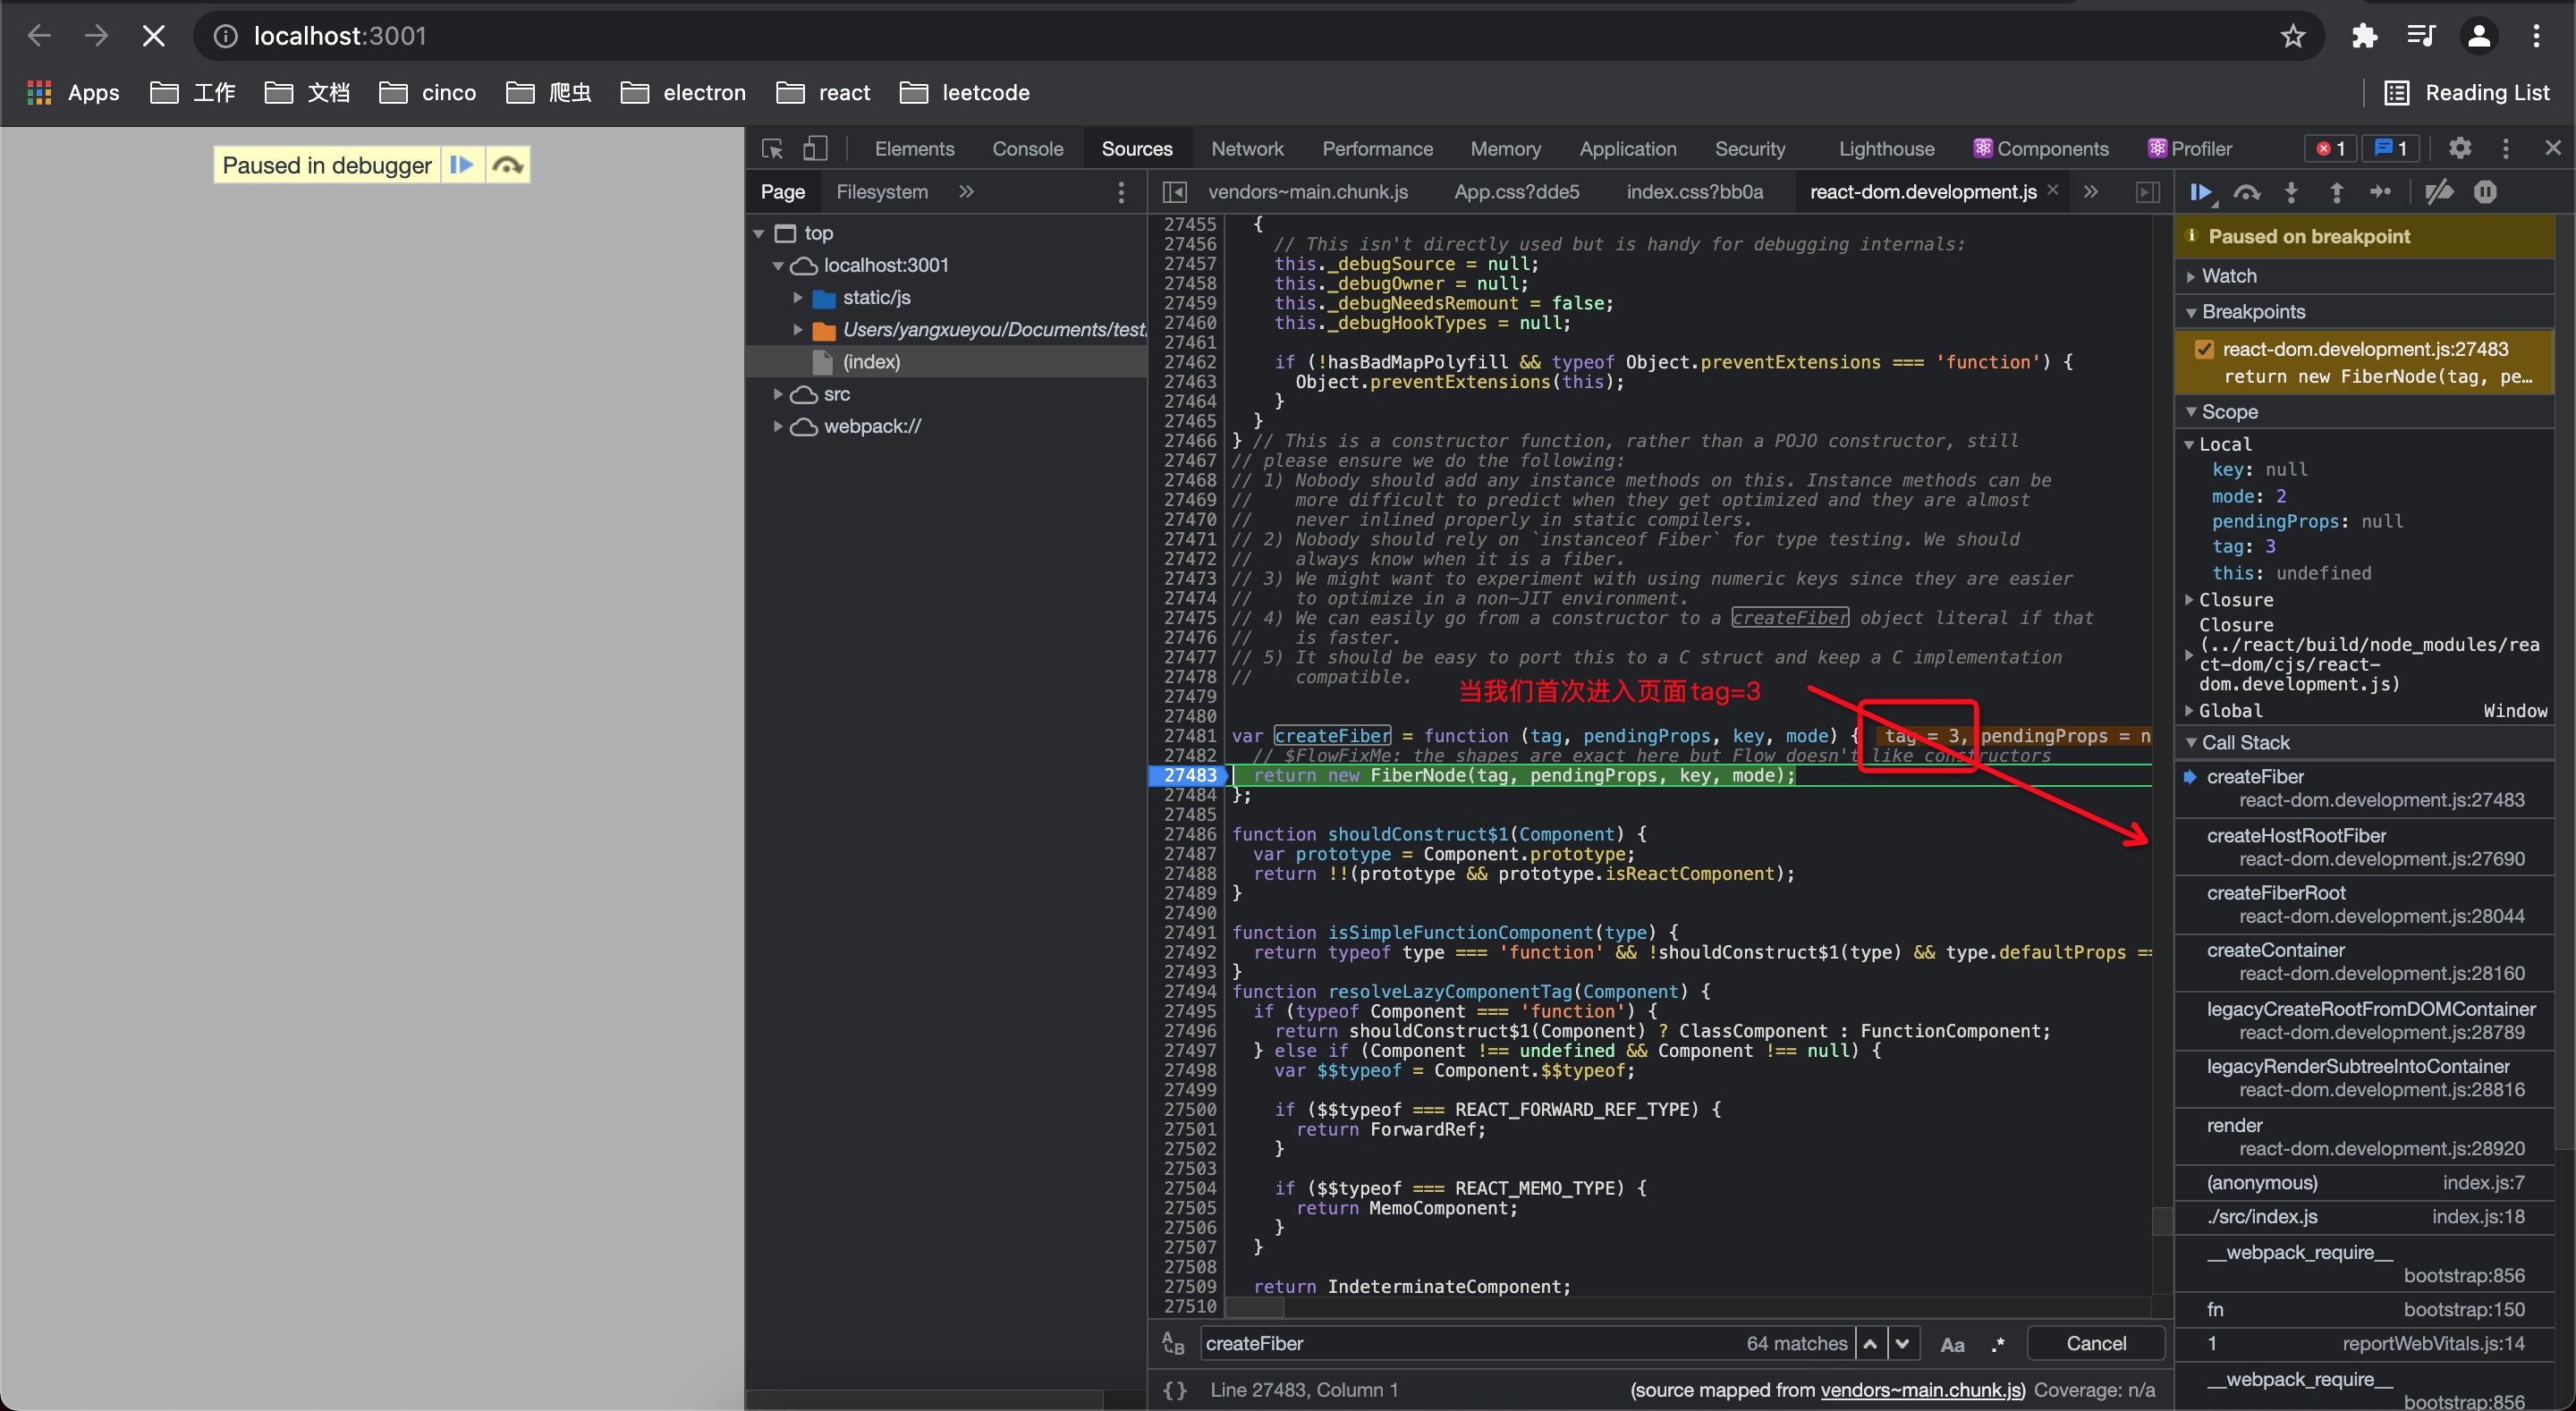 localhost:3001
Apps 工作 文档 cinco 爬虫 electron react leetcode Reading List
Paused in debugger
Elements Console Sources Network Performance Memory Application Security Lighthouse Components Profiler 1 1
Page Filesystem
vendors~main.chunk.js App.css?dde5 index.css?bb0a react-dom.development.js
top
localhost:3001
static/js
Users/yangxueyou/Documents/test
(index)
src
webpack://
27455 {
27456 // This isn't directly used but is handy for debugging internals:
27457 this._debugSource = null;
27458 this._debugOwner = null;
27459 this._debugNeedsRemount = false;
27460 this._debugHookTypes = null;
27461
27462 if (!hasBadMapPolyfill && typeof Object.preventExtensions === 'function') {
27463 Object.preventExtensions(this);
27464 }
27465 }
27466 } // This is a constructor function, rather than a POJO constructor, still
27467 // please ensure we do the following:
27468 // 1) Nobody should add any instance methods on this. Instance methods can be
27469 // more difficult to predict when they get optimized and they are almost
27470 // never inlined properly in static compilers.
27471 // 2) Nobody should rely on `instanceof Fiber` for type testing. We should
27472 // always know when it is a fiber.
27473 // 3) We might want to experiment with using numeric keys since they are easier
27474 // to optimize in a non-JIT environment.
27475 // 4) We can easily go from a constructor to a createFiber object literal if that
27476 // is faster.
27477 // 5) It should be easy to port this to a C struct and keep a C implementation
27478 // compatible.
当我们首次进入页面tag=3
27479
27480
27481 var createFiber = function (tag, pendingProps, key, mode) { tag = 3, pendingProps = n
27482 // $FlowFixMe: the shapes are exact here but Flow doesn't like constructors
27483 return new FiberNode(tag, pendingProps, key, mode);
27484 };
27485
27486 function shouldConstruct$1(Component) {
27487 var prototype = Component.prototype;
27488 return !!(prototype && prototype.isReactComponent);
27489 }
27490
27491 function isSimpleFunctionComponent(type) {
27492 return typeof type === 'function' && !shouldConstruct$1(type) && type.defaultProps ==
27493 }
27494 function resolveLazyComponentTag(Component) {
27495 if (typeof Component === 'function') {
27496 return shouldConstruct$1(Component) ? ClassComponent : FunctionComponent;
27497 } else if (Component !== undefined && Component !== null) {
27498 var $$typeof = Component.$$typeof;
27499
27500 if ($$typeof === REACT_FORWARD_REF_TYPE) {
27501 return ForwardRef;
27502 }
27503
27504 if ($$typeof === REACT_MEMO_TYPE) {
27505 return MemoComponent;
27506 }
27507 }
27508
27509 return IndeterminateComponent;
27510
createFiber 64 matches Aa .* Cancel
{} Line 27483, Column 1 (source mapped from vendors~main.chunk.js) Coverage: n/a
Paused on breakpoint
Watch
Breakpoints
react-dom.development.js:27483
return new FiberNode(tag, pe…
Scope
Local
key: null
mode: 2
pendingProps: null
tag: 3
this: undefined
Closure
Closure
(../react/build/node_modules/rea
ct-dom/cjs/react-
dom.development.js)
Global Window
Call Stack
createFiber
react-dom.development.js:27483
createHostRootFiber
react-dom.development.js:27690
createFiberRoot
react-dom.development.js:28044
createContainer
react-dom.development.js:28160
legacyCreateRootFromDOMContainer
react-dom.development.js:28789
legacyRenderSubtreeIntoContainer
react-dom.development.js:28816
render
react-dom.development.js:28920
(anonymous) index.js:7
./src/index.js index.js:18
__webpack_require__
bootstrap:856
fn bootstrap:150
1 reportWebVitals.js:14
__webpack_require__
bootstrap:856